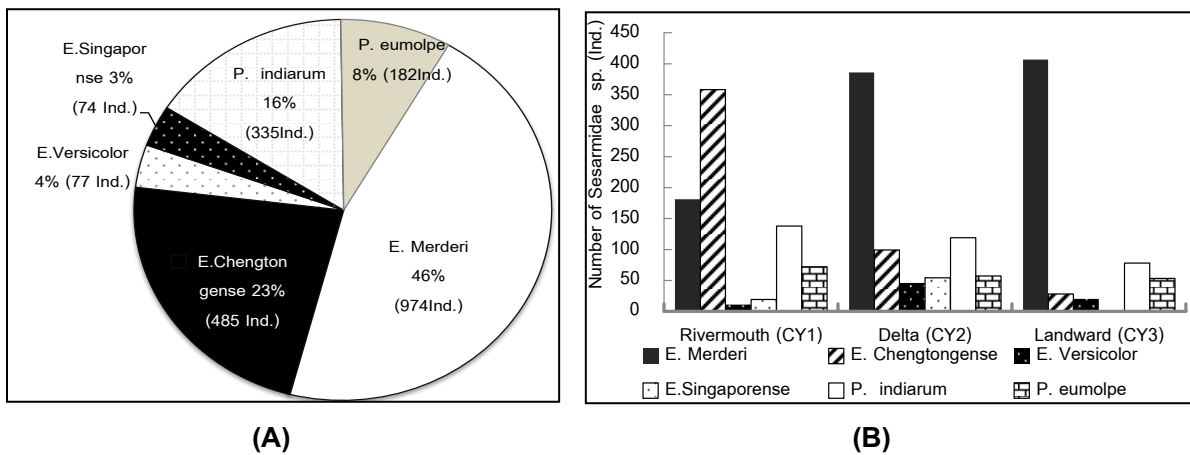 E.Singapor
nse 3%
(74 Ind.)
E.Versicolor
4% (77 Ind.)
P. indiarum
16%
(335Ind.)
P. eumolpe
8% (182Ind.)
E. Merderi
46%
(974Ind.)
E.Chengton
gense 23%
(485 Ind.)
(A)
Number of Sesarmidae sp. (Ind.)
450
400
350
300
250
200
150
100
50
0
Rivermouth (CY1) Delta (CY2) Landward (CY3)
E. Merderi E. Chengtongense E. Versicolor
E.Singaporense P. indiarum P. eumolpe
(B)